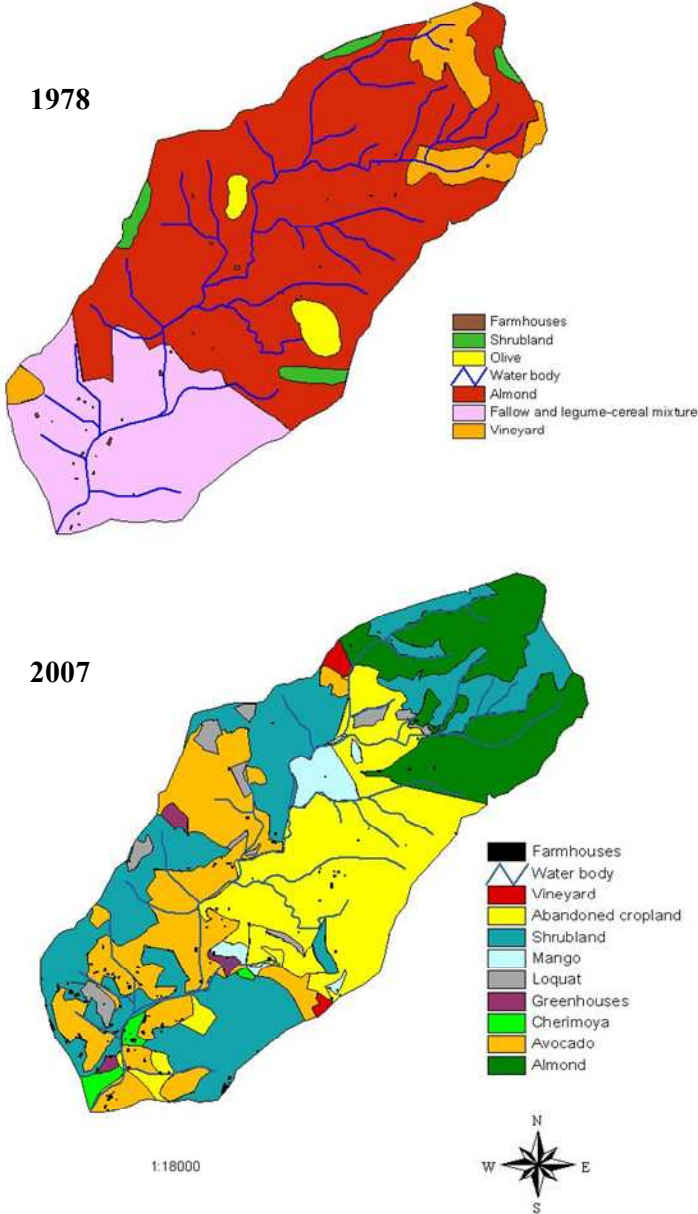 1978
Farmhouses
Shrubland
Olive
Water body
Almond
Fallow and legume-cereal mixture
Vineyard
2007
Farmhouses
Water body
Vineyard
Abandoned cropland
Shrubland
Mango
Loquat
Greenhouses
Cherimoya
Avocado
Almond
1:18000
N
W E
S